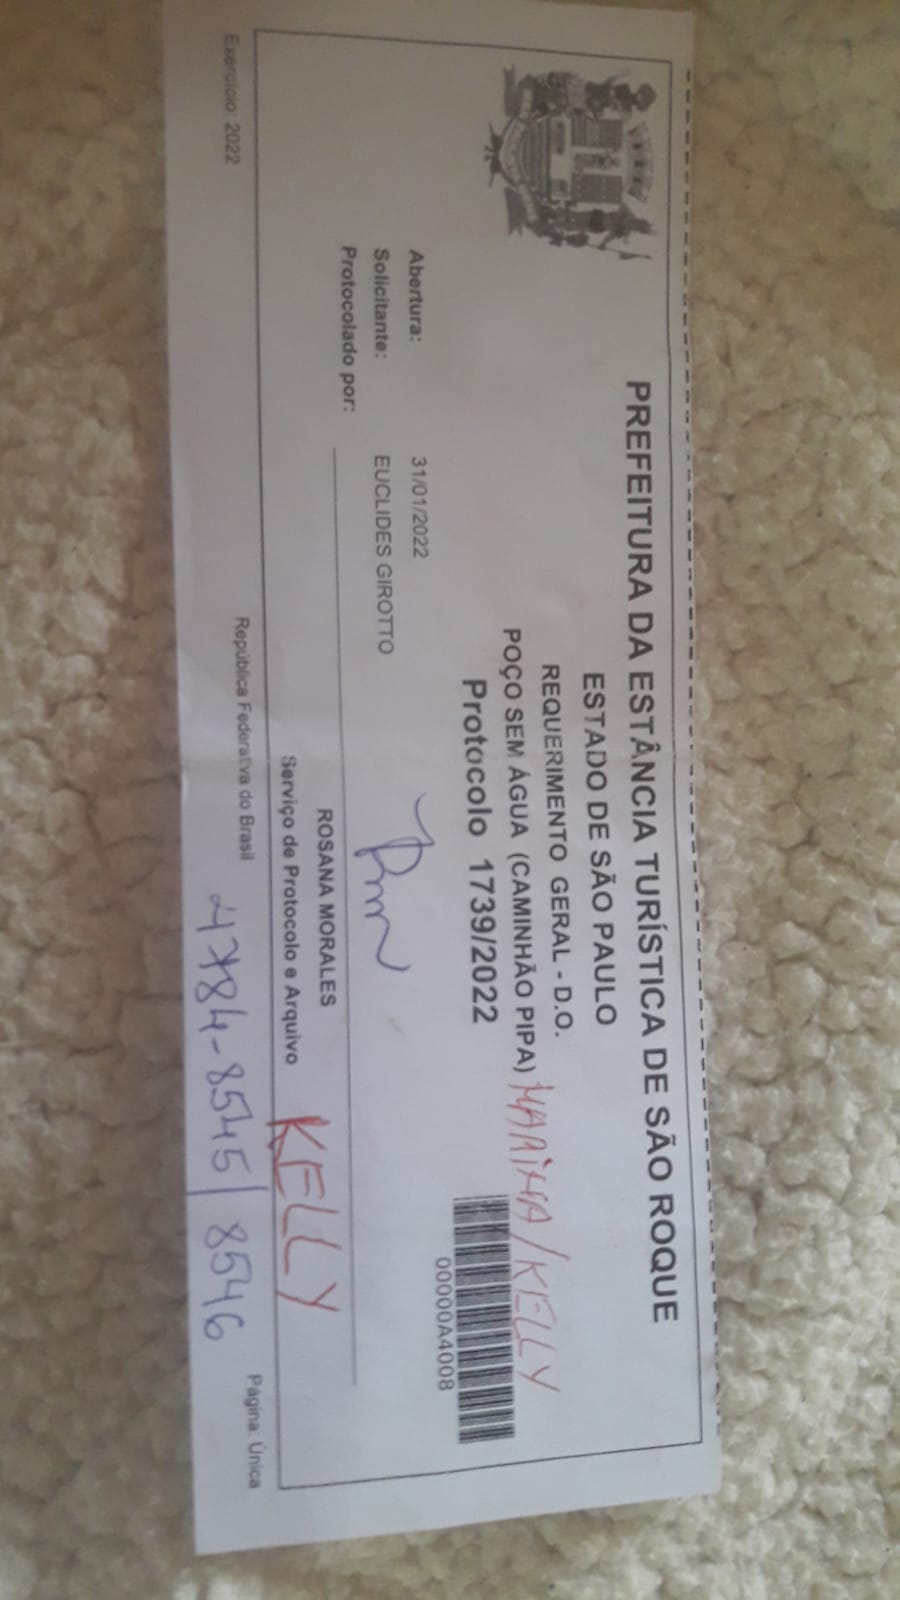 PREFEITURA DA ESTÂNCIA TURÍSTICA DE SÃO ROQUE
ESTADO DE SÃO PAULO
REQUERIMENTO GERAL - D.O.
POÇO SEM ÁGUA (CAMINHÃO PIPA) /KELLY
Protocolo 1739/2022
00000A4008
Abertura: 31/01/2022
Solicitante: EUCLIDES GIROTTO
Protocolado por:
ROSANA MORALES
Serviço de Protocolo e Arquivo KELLY
Exercício: 2022 República Federativa do Brasil Página: Única
4784-8545/8546